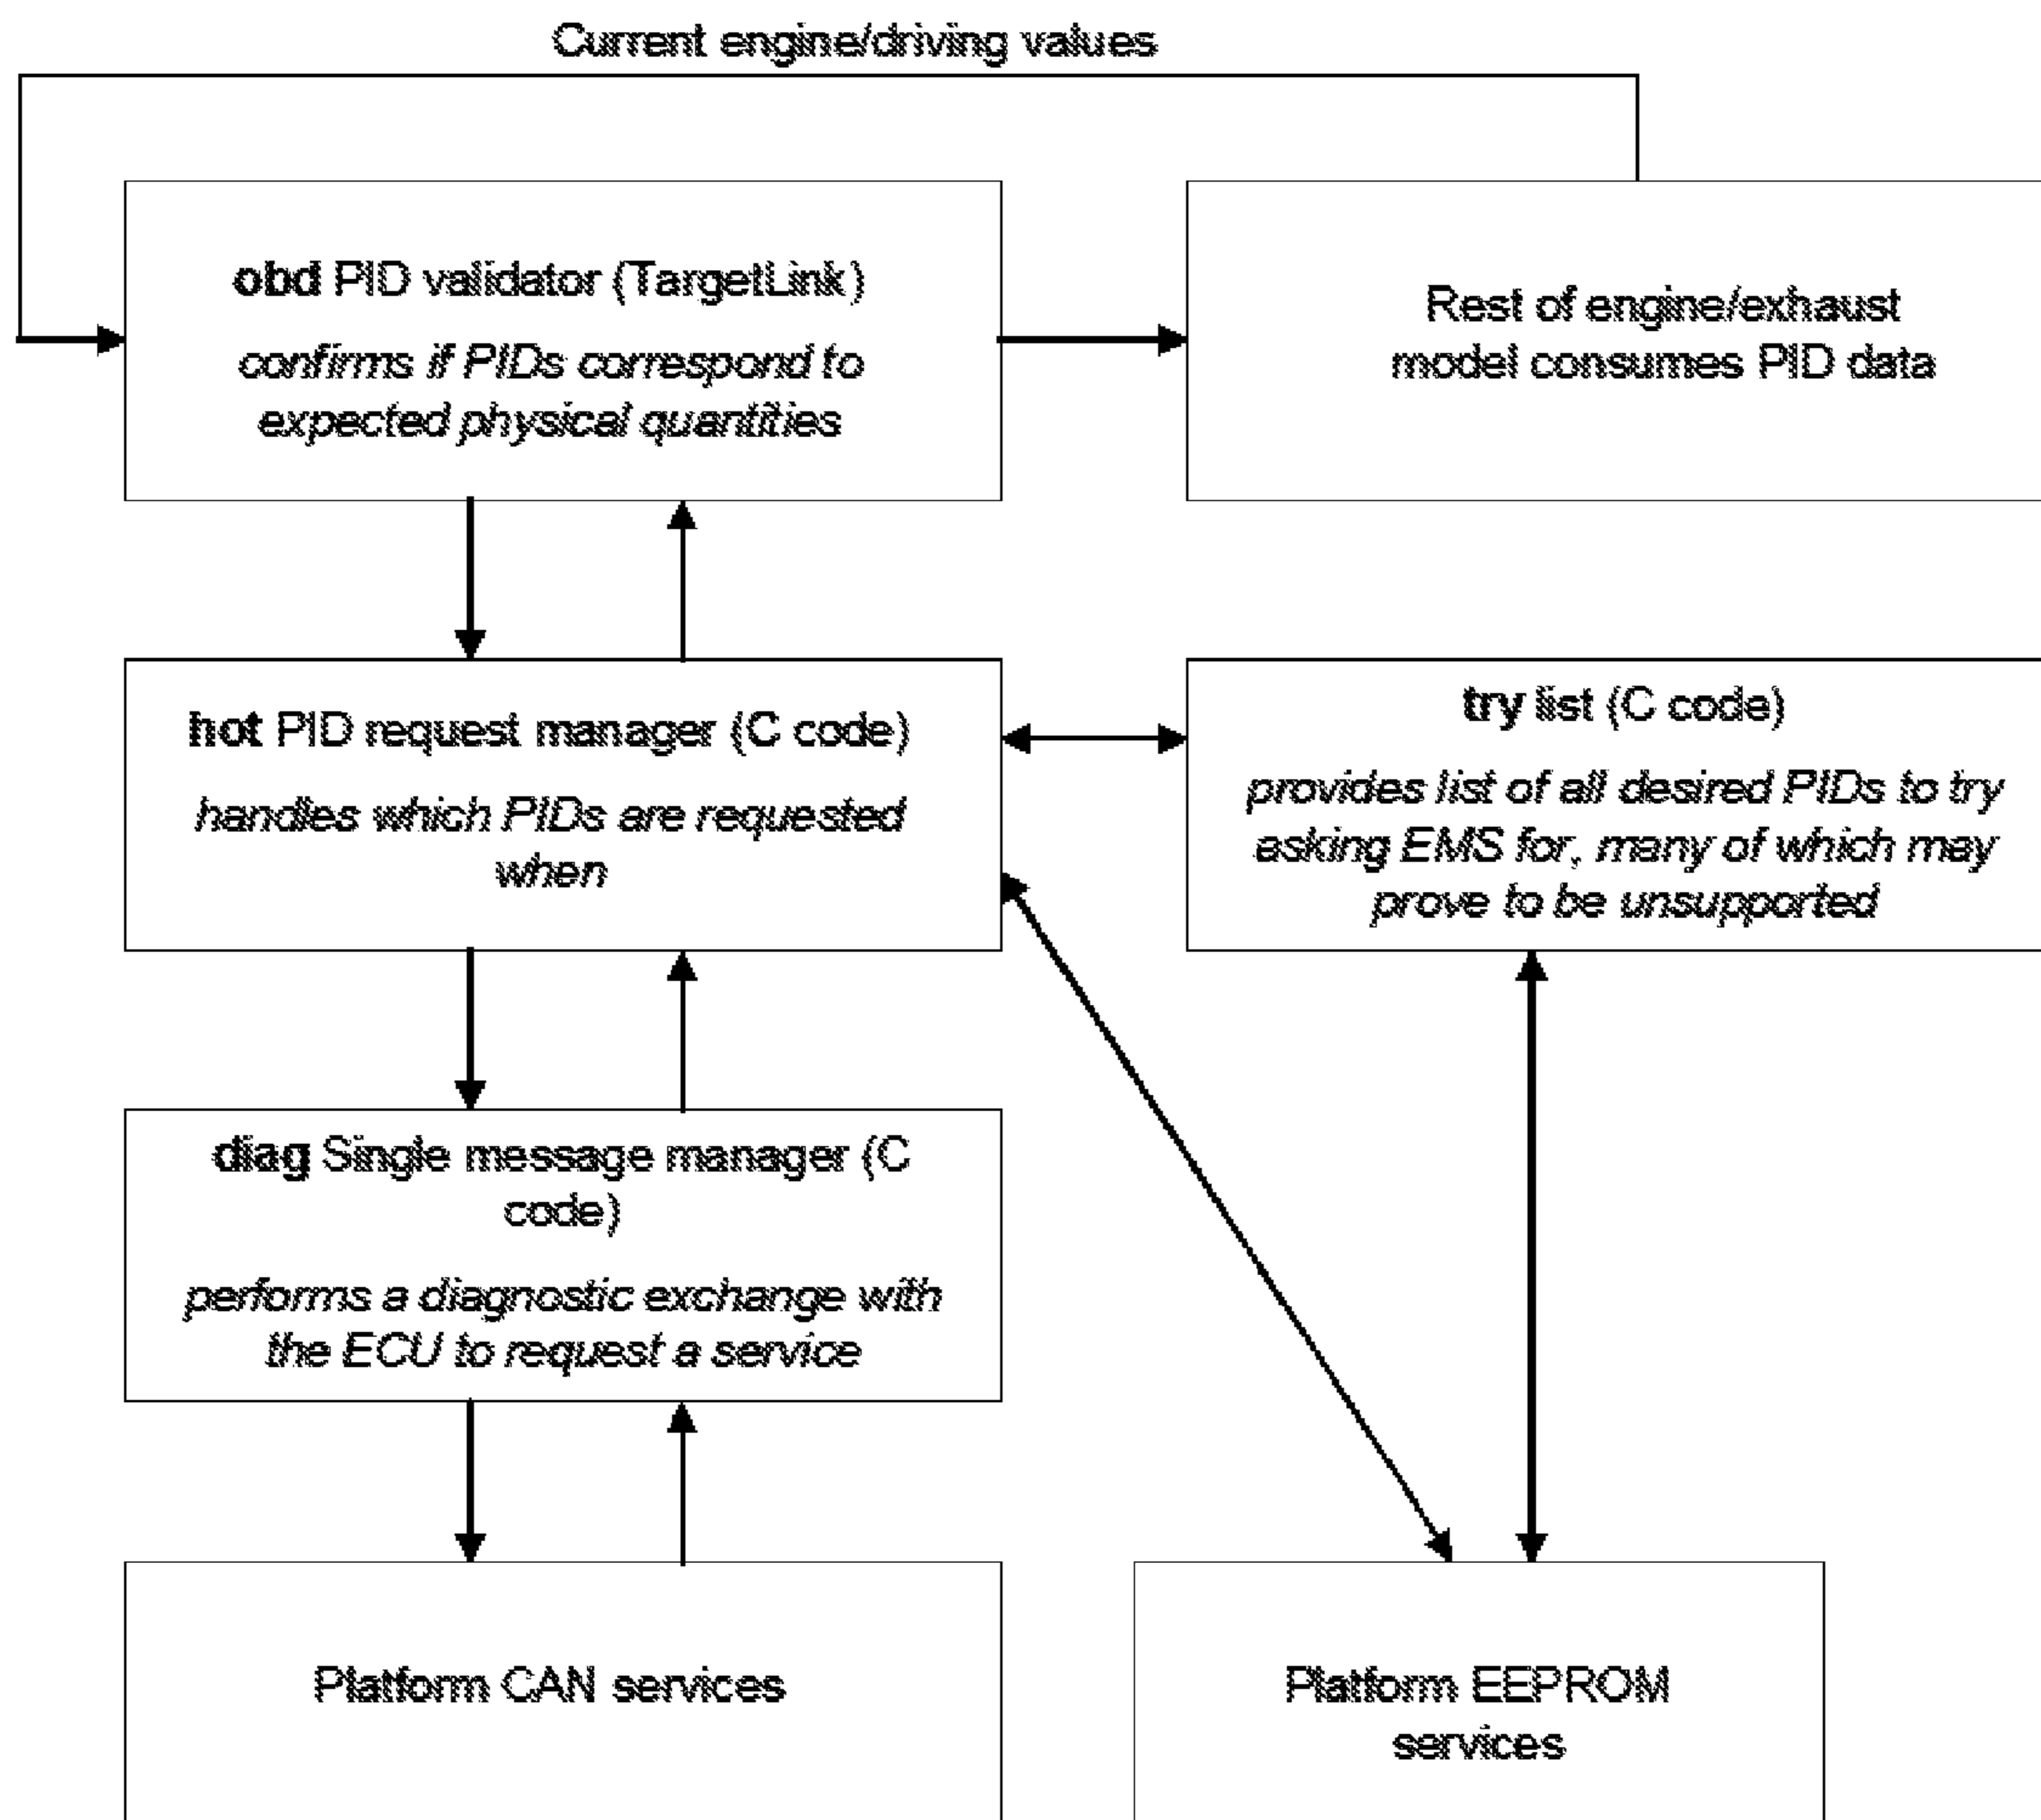 Current engine/driving values
obd PID validator (TargetLink)
confirms if PIDs correspond to
expected physical quantities
Rest of engine/exhaust
model consumes PID data
hot PID request manager (C code)
handles which PIDs are requested
when
try list (C code)
provides list of all desired PIDs to try
asking EMS for, many of which may
prove to be unsupported
diag Single message manager (C
code)
performs a diagnostic exchange with
the ECU to request a service
Platform CAN services
Platform EEPROM
services